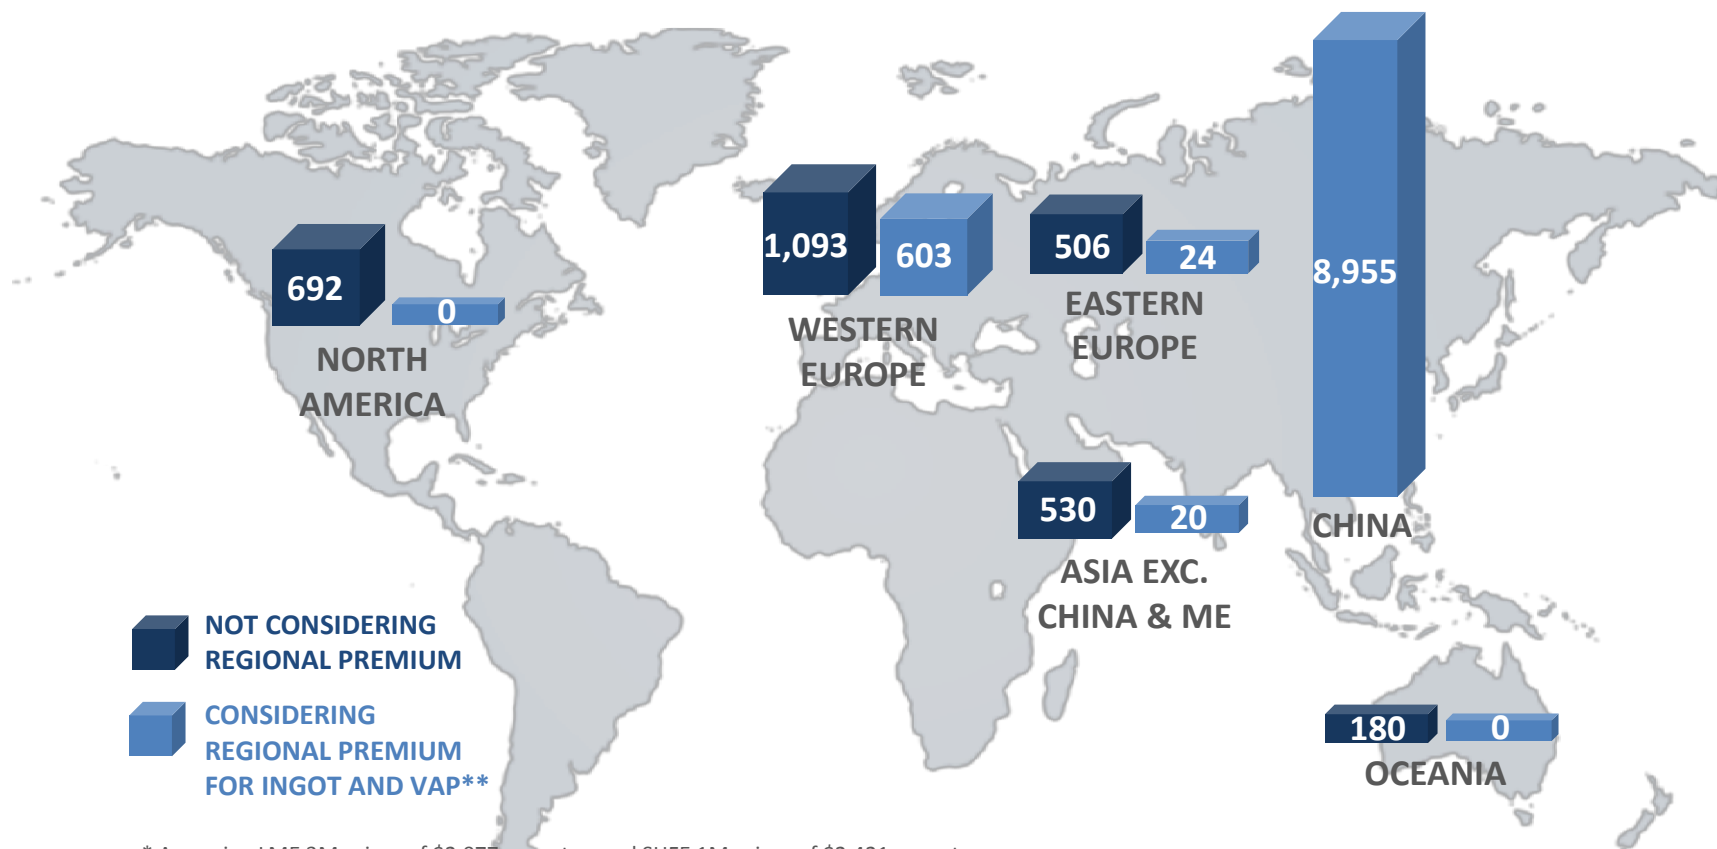 692
0
NORTH
AMERICA
1,093
603
WESTERN
EUROPE
506
24
EASTERN
EUROPE
8,955
CHINA
530
20
ASIA EXC.
CHINA & ME
180
0
OCEANIA
NOT CONSIDERING
REGIONAL PREMIUM
CONSIDERING
REGIONAL PREMIUM
FOR INGOT AND VAP**